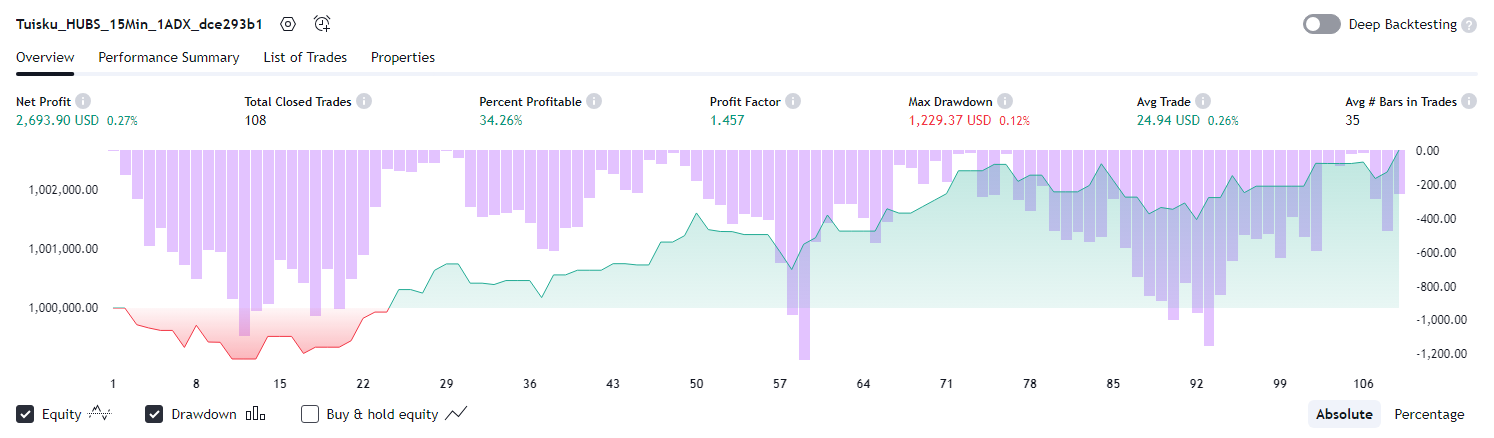 Tuisku_HUBS_15Min_1ADX_dce293b1 Deep Backtesting ?
Overview Performance Summary List of Trades Properties
Net Profit i Total Closed Trades i Percent Profitable i Profit Factor i Max Drawdown i Avg Trade i Avg # Bars in Trades i
2,693.90 USD 0.27% 108 34.26% 1.457 1,229.37 USD 0.12% 24.94 USD 0.26% 35
0.00
1,002,000.00 -200.00
-400.00
1,001,000.00 -600.00
-800.00
1,000,000.00 -1,000.00
-1,200.00
1 8 15 22 29 36 43 50 57 64 71 78 85 92 99 106
Equity Drawdown Buy & hold equity Absolute Percentage